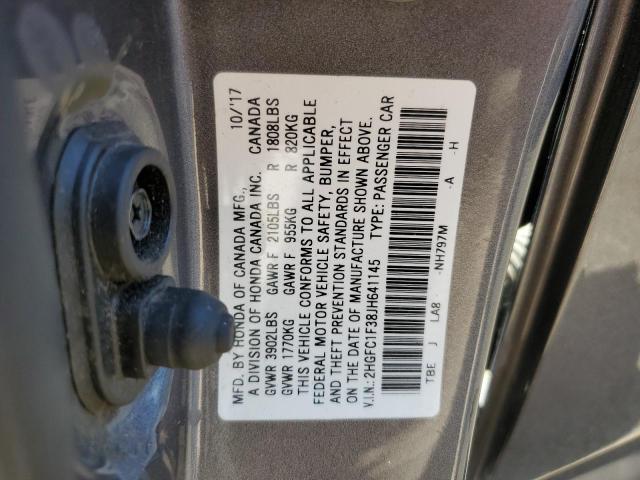 MFD. BY HONDA OF CANADA MFG., 10/'17
A DIVISION OF HONDA CANADA INC. CANADA
GVWR 3902LBS GAWR F 2105LBS R 1808LBS
GVWR 1770KG GAWR F 955KG R 820KG
THIS VEHICLE CONFORMS TO ALL APPLICABLE
FEDERAL MOTOR VEHICLE SAFETY, BUMPER,
AND THEFT PREVENTION STANDARDS IN EFFECT
ON THE DATE OF MANUFACTURE SHOWN ABOVE.
V.I.N.: 2HGFC1F38JH641145 TYPE: PASSENGER CAR
TBE J LA8 -NH797M -A -H